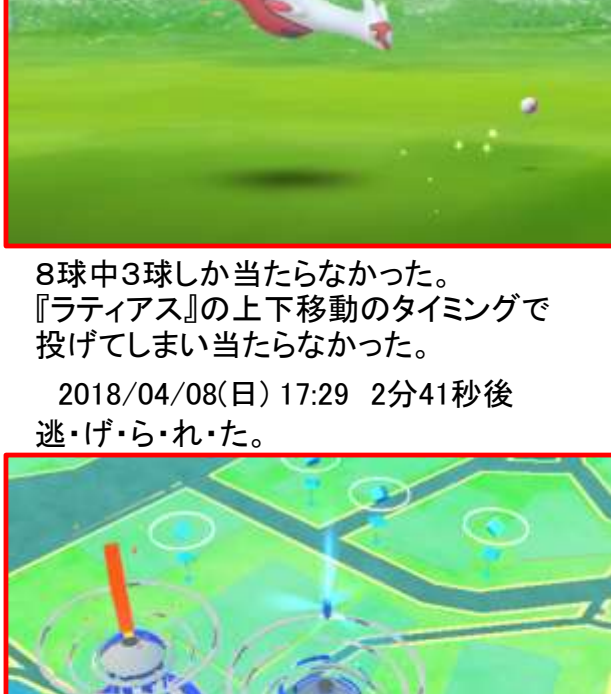 ８球中３球しか当たらなかった。
『ラティアス』の上下移動のタイミングで
投げてしまい当たらなかった。
2018/04/08(日) 17:29 2分41秒後
逃・げ・ら・れ・た。